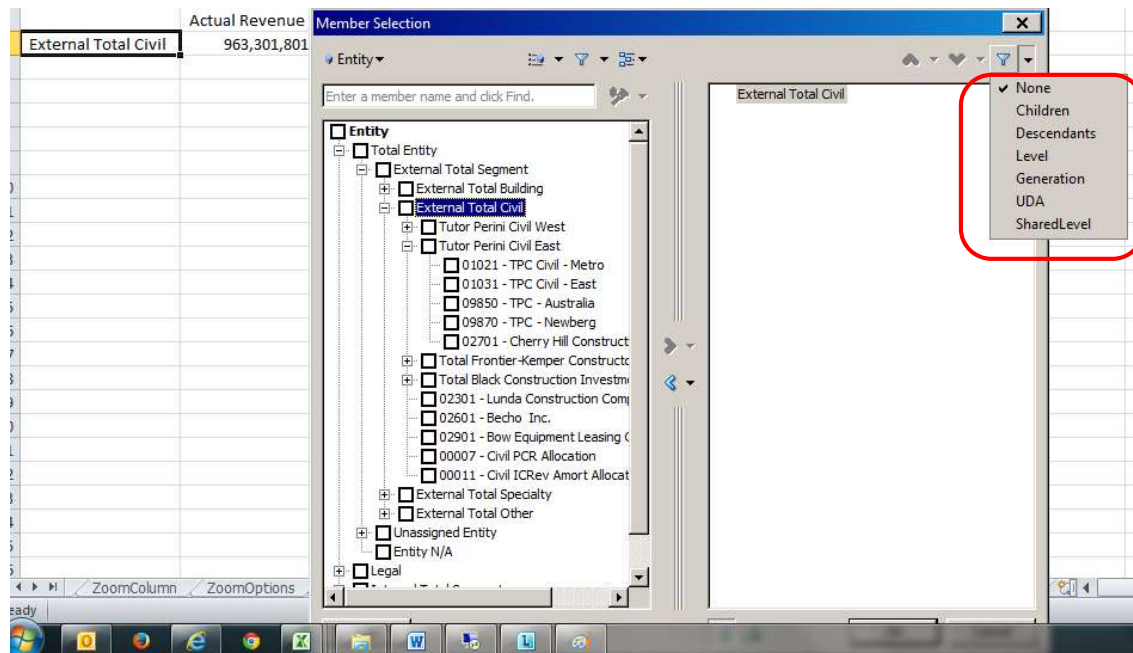 Actual Revenue
Member Selection
External Total Civil 963,301,801
Entity
Enter a member name and click Find.
External Total Civil
None
Children
Descendants
Level
Generation
UDA
SharedLevel
Entity
Total Entity
External Total Segment
External Total Building
External Total Civil
Tutor Perini Civil West
Tutor Perini Civil East
01021 - TPC Civil - Metro
01031 - TPC Civil - East
09850 - TPC - Australia
09870 - TPC - Newberg
02701 - Cherry Hill Construct
Total Frontier-Kemper Constructo
Total Black Construction Investm
02301 - Lunda Construction Com
02601 - Becho Inc.
02901 - Bow Equipment Leasing
00007 - Civil PCR Allocation
00011 - Civil ICRev Amort Allocat
External Total Specialty
External Total Other
Unassigned Entity
Entity N/A
Legal
ZoomColumn ZoomOptions
eady